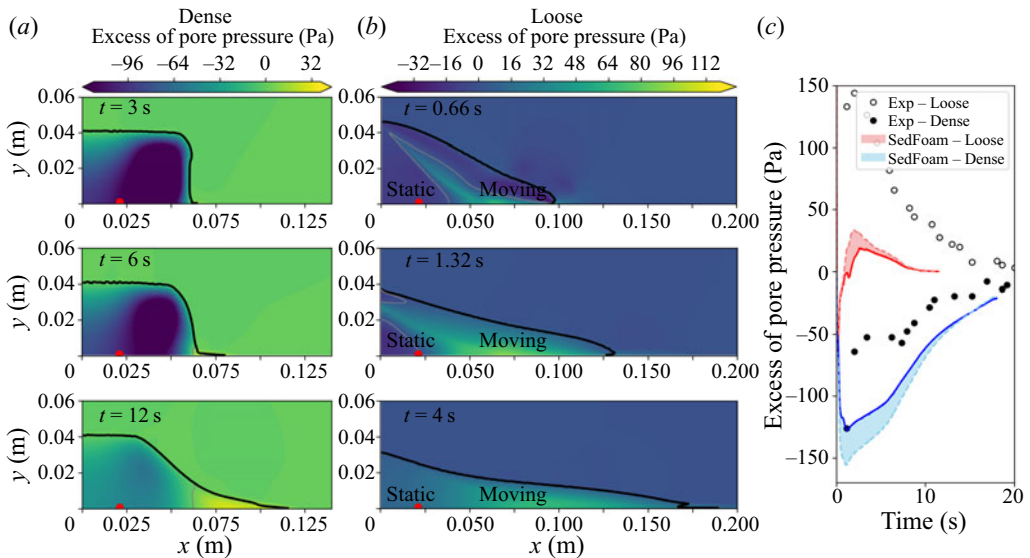 (a)
Dense
Excess of pore pressure (Pa)
–96 –64 –32 0 32
0.06
t = 3 s
0.04
y (m)
0.02
0 0.025 0.075 0.125
0.06
t = 6 s
0.04
y (m)
0.02
0 0.025 0.075 0.125
0.06
t = 12 s
0.04
y (m)
0.02
0 0.025 0.075 0.125
x (m)
(b)
Loose
Excess of pore pressure (Pa)
–32 –16 0 16 32 48 64 80 96 112
0.06
t = 0.66 s
0.04
0.02
Static Moving
0 0.050 0.100 0.150 0.200
0.06
t = 1.32 s
0.04
0.02
Static Moving
0 0.050 0.100 0.150 0.200
0.06
t = 4 s
0.04
0.02
Static Moving
0 0.050 0.100 0.150 0.200
x (m)
(c)
Excess of pore pressure (Pa)
150
100
50
0
–50
–100
–150
Exp – Loose
Exp – Dense
SedFoam – Loose
SedFoam – Dense
0 10 20
Time (s)